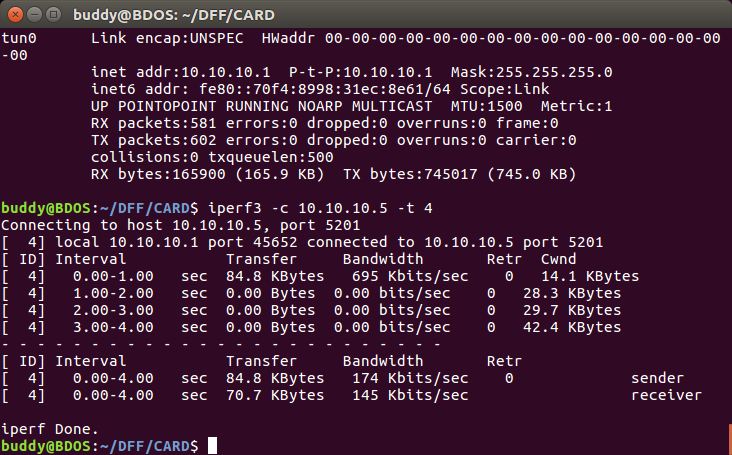 buddy@BDOS: ~/DFF/CARD
tun0      Link encap:UNSPEC  HWaddr 00-00-00-00-00-00-00-00-00-00-00-00-00-00-00
-00
          inet addr:10.10.10.1  P-t-P:10.10.10.1  Mask:255.255.255.0
          inet6 addr: fe80::70f4:8998:31ec:8e61/64 Scope:Link
          UP POINTOPOINT RUNNING NOARP MULTICAST  MTU:1500  Metric:1
          RX packets:581 errors:0 dropped:0 overruns:0 frame:0
          TX packets:602 errors:0 dropped:0 overruns:0 carrier:0
          collisions:0 txqueuelen:500
          RX bytes:165900 (165.9 KB)  TX bytes:745017 (745.0 KB)
buddy@BDOS:~/DFF/CARD$ iperf3 -c 10.10.10.5 -t 4
Connecting to host 10.10.10.5, port 5201
[  4] local 10.10.10.1 port 45652 connected to 10.10.10.5 port 5201
[ ID] Interval           Transfer     Bandwidth       Retr  Cwnd
[  4]   0.00-1.00   sec  84.8 KBytes   695 Kbits/sec    0   14.1 KBytes
[  4]   1.00-2.00   sec  0.00 Bytes  0.00 bits/sec    0   28.3 KBytes
[  4]   2.00-3.00   sec  0.00 Bytes  0.00 bits/sec    0   29.7 KBytes
[  4]   3.00-4.00   sec  0.00 Bytes  0.00 bits/sec    0   42.4 KBytes
- - - - - - - - - - - - - - - - - - - - - - - - -
[ ID] Interval           Transfer     Bandwidth       Retr
[  4]   0.00-4.00   sec  84.8 KBytes   174 Kbits/sec    0             sender
[  4]   0.00-4.00   sec  70.7 KBytes   145 Kbits/sec                  receiver
iperf Done.
buddy@BDOS:~/DFF/CARD$